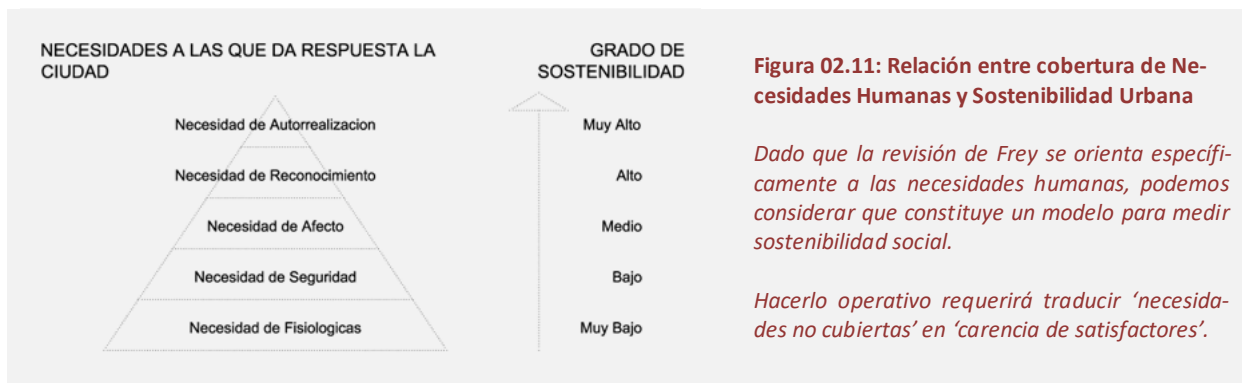 NECESIDADES A LAS QUE DA RESPUESTA LA
CIUDAD
GRADO DE
SOSTENIBILIDAD
Necesidad de Autorrealizacion
Muy Alto
Necesidad de Reconocimiento
Alto
Necesidad de Afecto
Medio
Necesidad de Seguridad
Bajo
Necesidad de Fisiologicas
Muy Bajo
Figura 02.11: Relación entre cobertura de Ne-
cesidades Humanas y Sostenibilidad Urbana
Dado que la revisión de Frey se orienta específi-
camente a las necesidades humanas, podemos
considerar que constituye un modelo para medir
sostenibilidad social.
Hacerlo operativo requerirá traducir ‘necesida-
des no cubiertas’ en ‘carencia de satisfactores’.